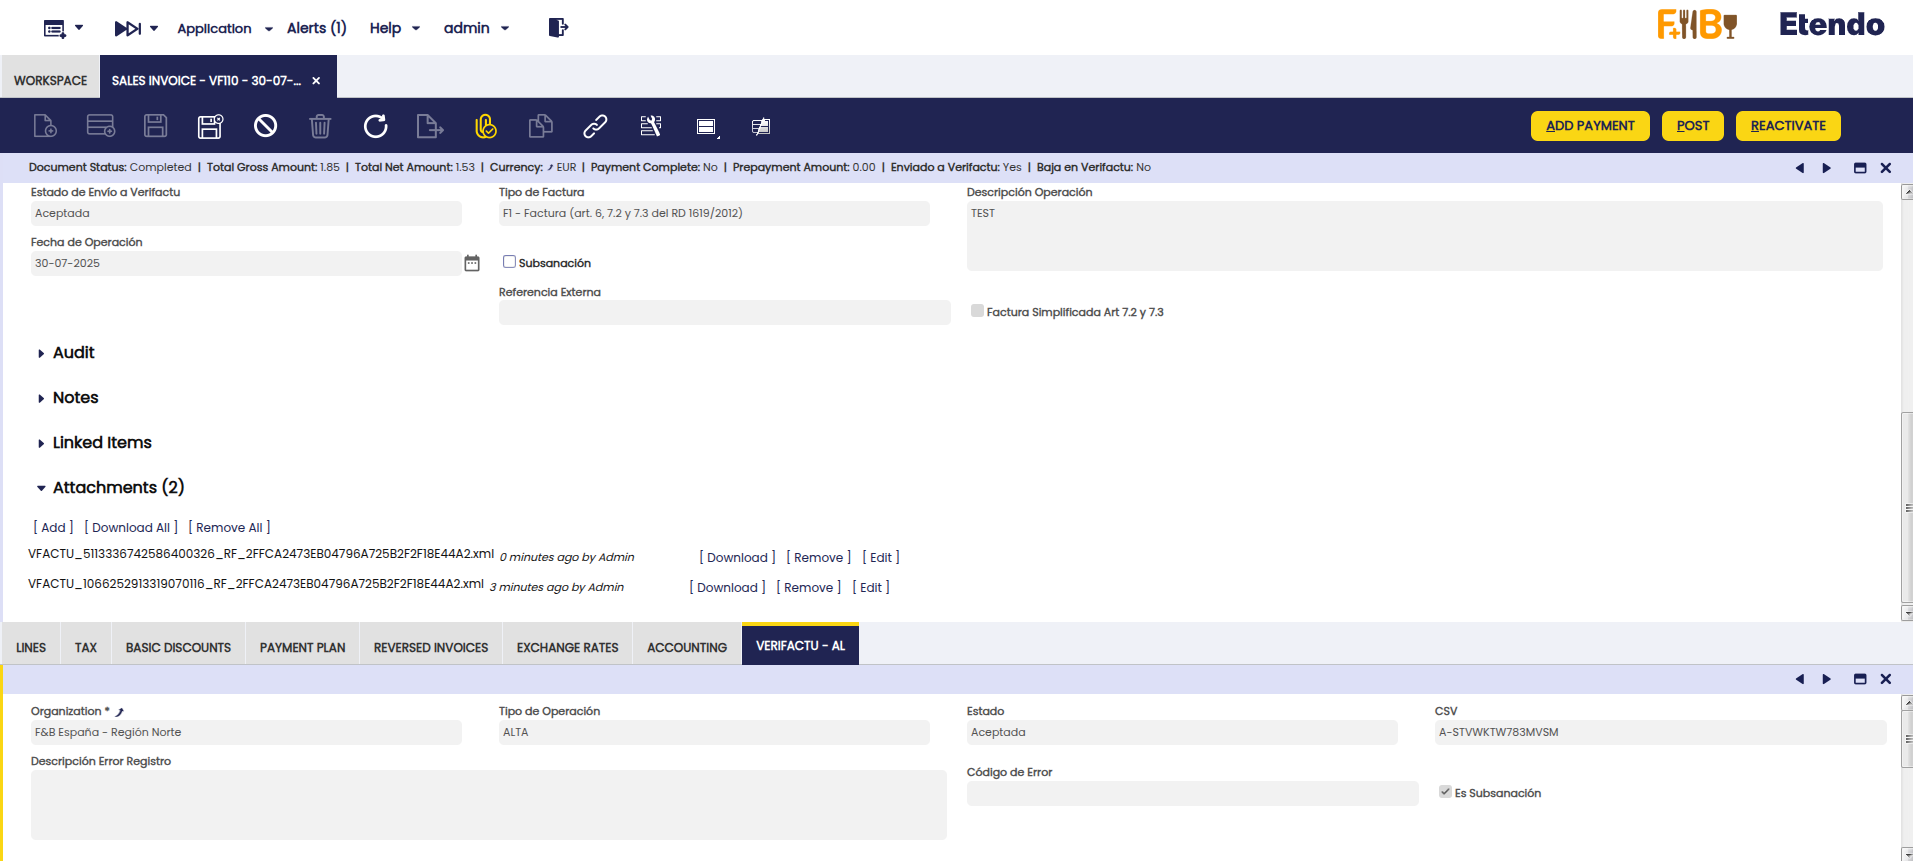 Application Alerts (1) Help admin F+B Etendo
WORKSPACE SALES INVOICE - VF110 - 30-07-...
ADD PAYMENT POST REACTIVATE
Document Status: Completed | Total Gross Amount: 1.85 | Total Net Amount: 1.53 | Currency: EUR | Payment Complete: No | Prepayment Amount: 0.00 | Enviado a Verifactu: Yes | Baja en Verifactu: No
Estado de Envío a Verifactu Tipo de Factura Descripción Operación
Aceptada F1 - Factura (art. 6, 7.2 y 7.3 del RD 1619/2012) TEST
Fecha de Operación
30-07-2025 Subsanación
Referencia Externa
Factura Simplificada Art 7.2 y 7.3
Audit
Notes
Linked Items
Attachments (2)
[ Add ] [ Download All ] [ Remove All ]
VFACTU_5113336742586400326_RF_2FFCA2473EB04796A725B2F2F18E44A2.xml 0 minutes ago by Admin [ Download ] [ Remove ] [ Edit ]
VFACTU_1066252913319070116_RF_2FFCA2473EB04796A725B2F2F18E44A2.xml 3 minutes ago by Admin [ Download ] [ Remove ] [ Edit ]
LINES TAX BASIC DISCOUNTS PAYMENT PLAN REVERSED INVOICES EXCHANGE RATES ACCOUNTING VERIFACTU - AL
Organization * Tipo de Operación Estado CSV
F&B España - Región Norte ALTA Aceptada A-STVWKTW783MVSM
Descripción Error Registro
Código de Error
Es Subsanación